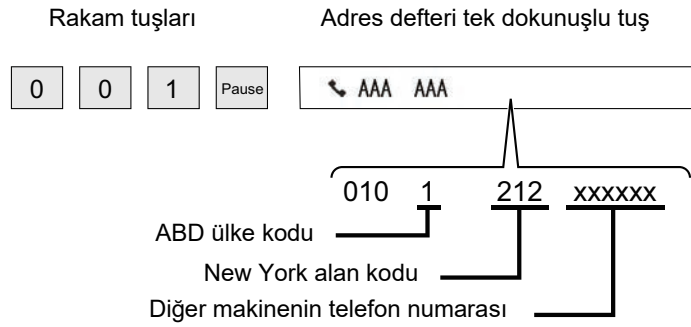 Rakam tuşları Adres defteri tek dokunuşlu tuş
0 0 1 Pause AAA AAA
010 1 212 xxxxxx
ABD ülke kodu
New York alan kodu
Diğer makinenin telefon numarası